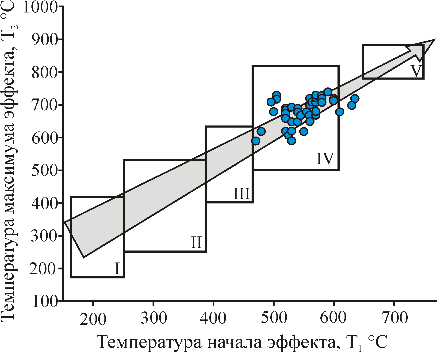 Температура максимума эффекта, T₃ °C
1000
900
800
700
600
500
400
300
200
100
I
II
III
IV
V
200 300 400 500 600 700
Температура начала эффекта, T₁ °C